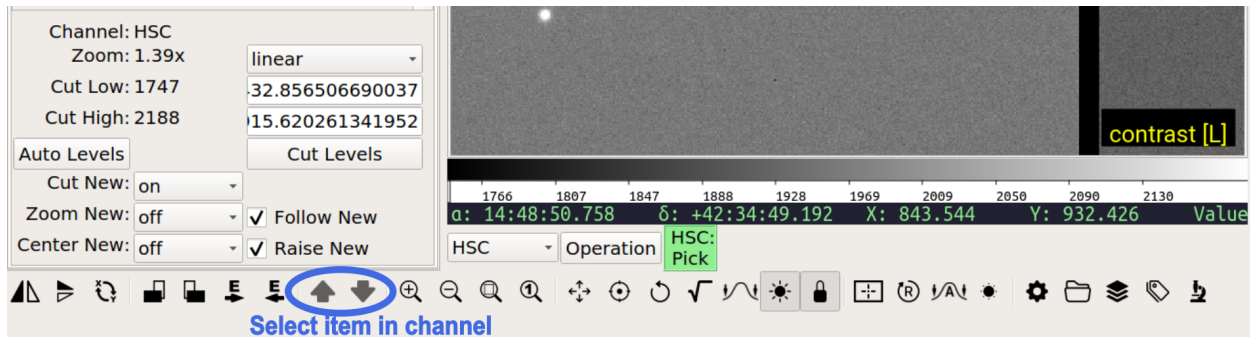 Channel: HSC
Zoom: 1.39x
linear
Cut Low: 1747
32.856506690037
Cut High: 2188
15.620261341952
Auto Levels
Cut Levels
Cut New: on
Zoom New: off
Follow New
Center New: off
Raise New
contrast [L]
1766 1807 1847 1888 1928 1969 2009 2050 2090 2130
α: 14:48:50.758 δ: +42:34:49.192 X: 843.544 Y: 932.426 Value
HSC
Operation
HSC:
Pick
E
E
1
R
A
Select item in channel